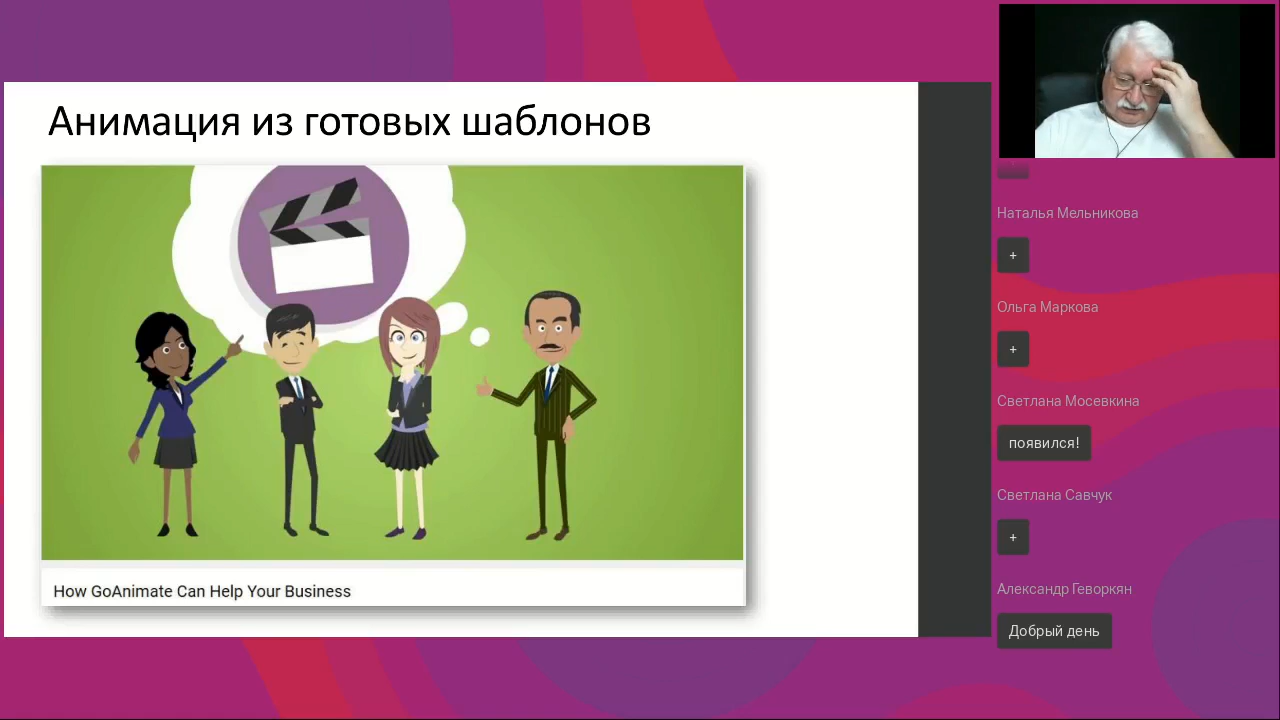 Анимация из готовых шаблонов
How GoAnimate Can Help Your Business
Наталья Мельникова
+
Ольга Маркова
+
Светлана Мосевкина
появился!
Светлана Савчук
+
Александр Геворкян
Добрый день